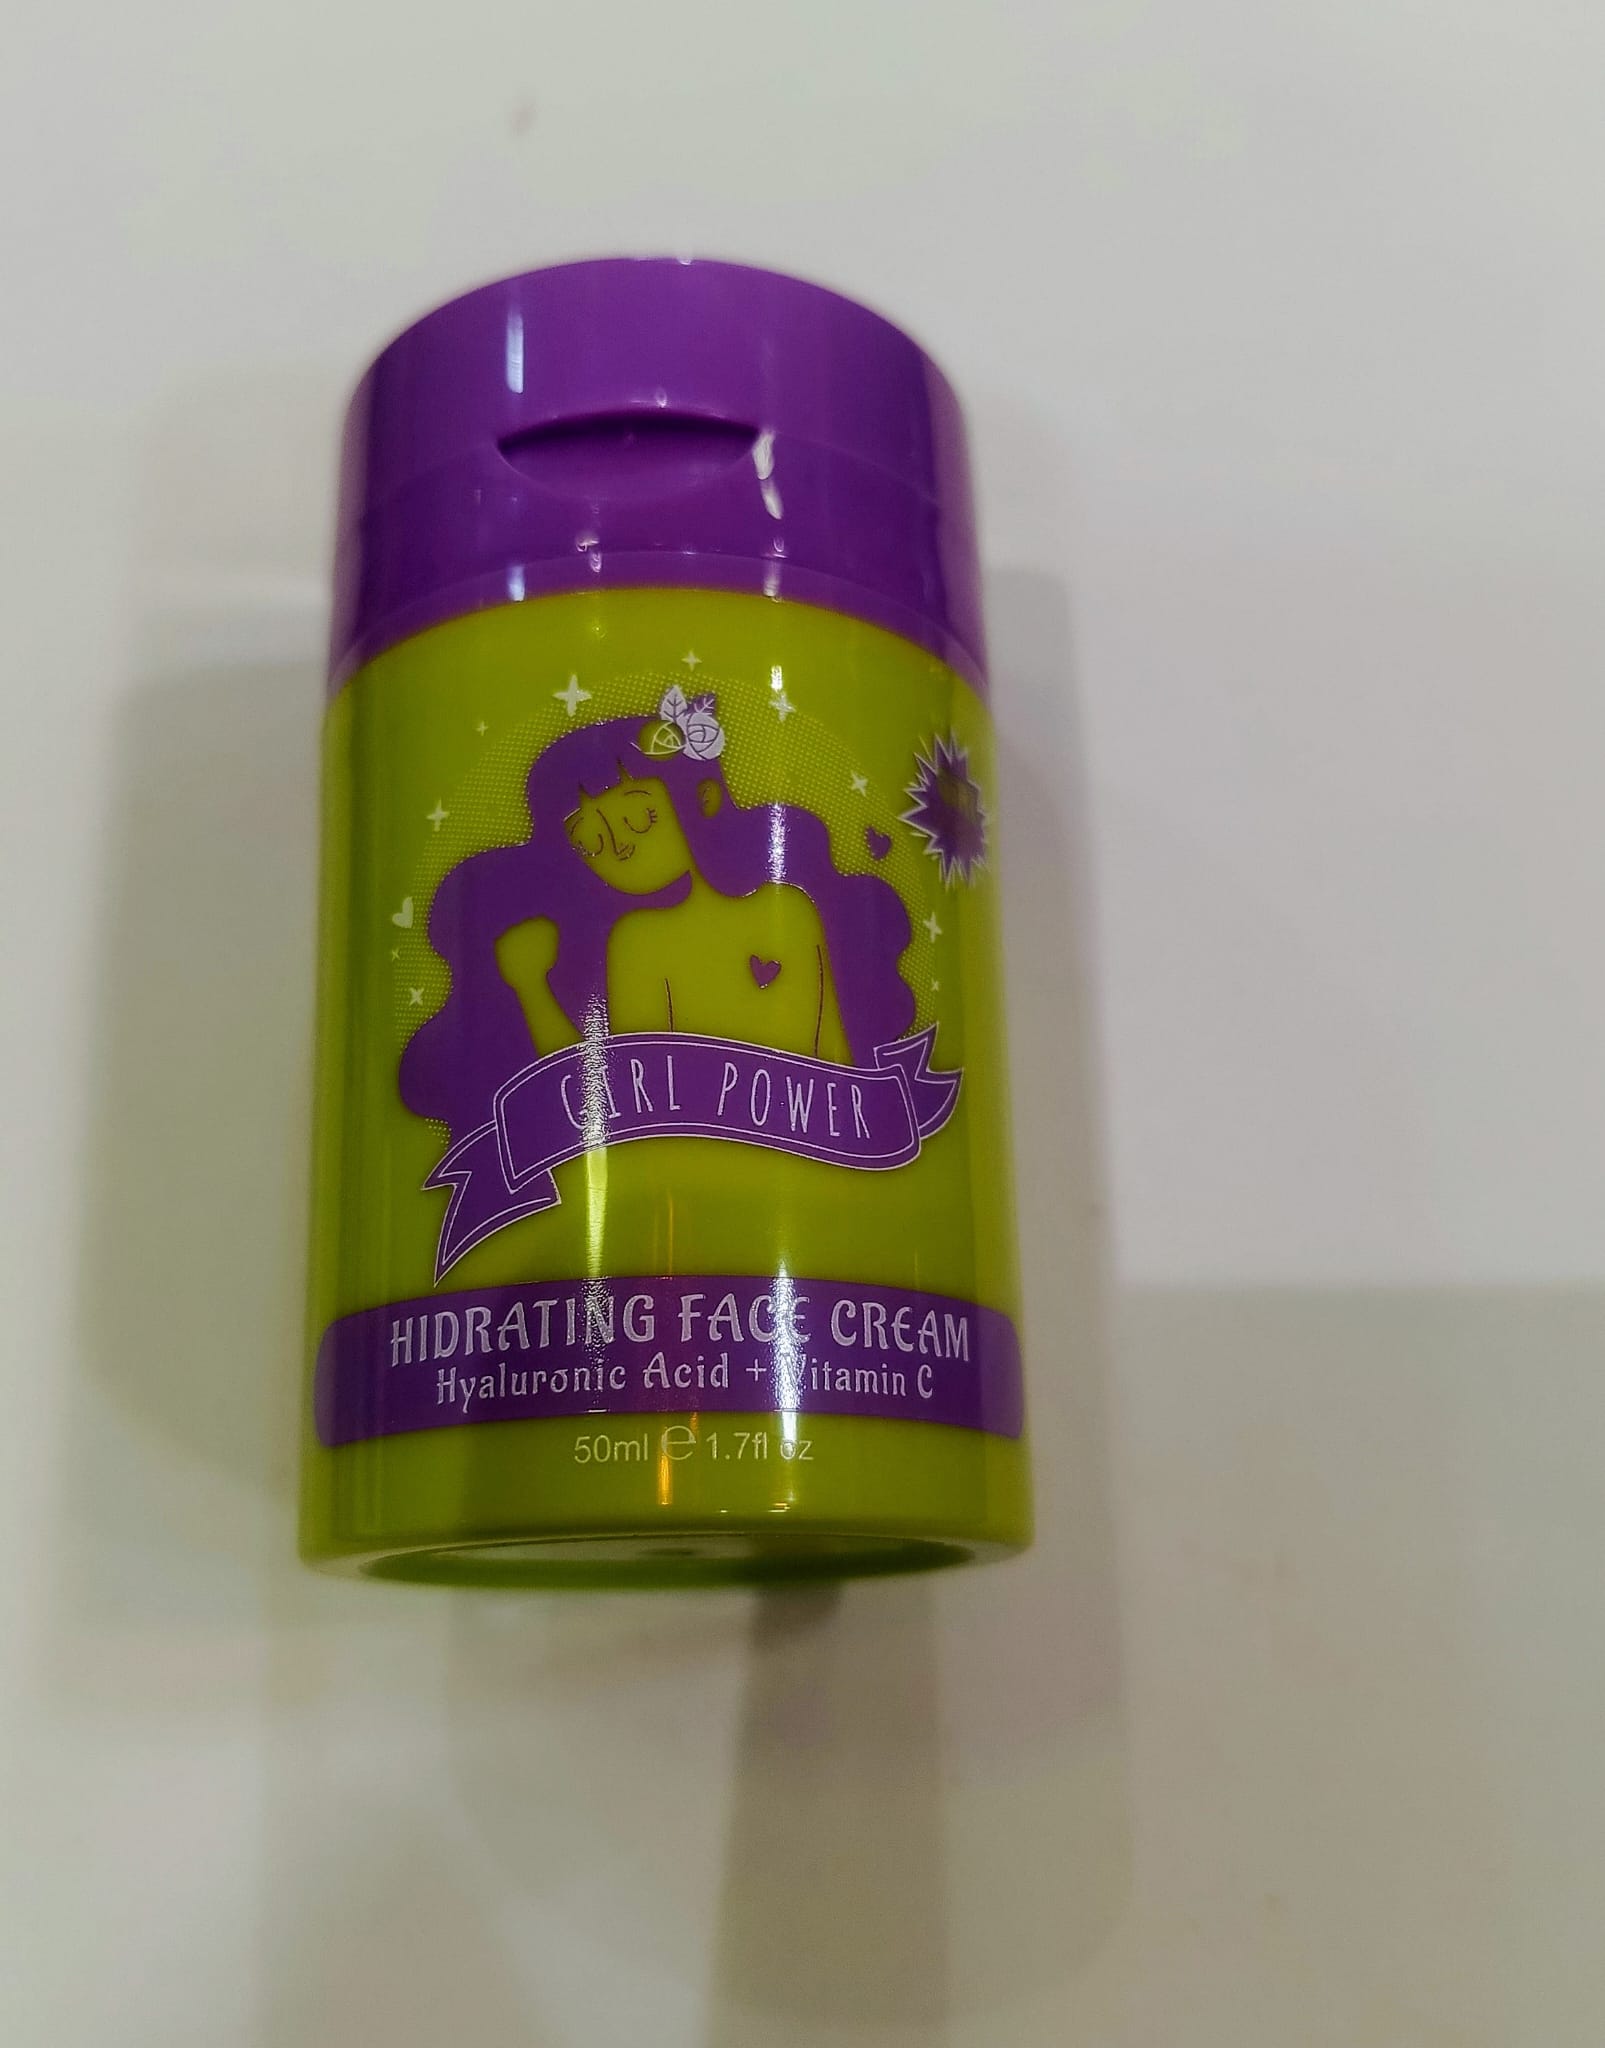 GIRL POWER
HIDRATING FACE CREAM
Hyaluronic Acid + Vitamin C
50ml ℮ 1.7fl oz